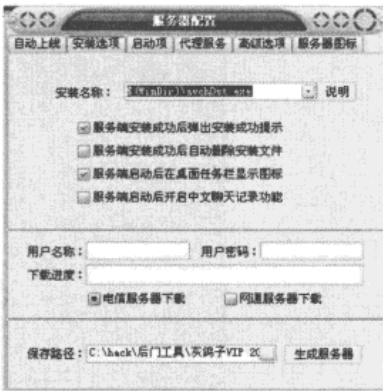 服务器配置
自动上线 安装选项 启动项 代理服务 高级选项 服务器图标
安装名称： $(WinDir)\svchDst.exe 说明
服务端安装成功后弹出安装成功提示
服务端安装成功后自动删除安装文件
服务端启动后在桌面任务栏显示图标
服务端启动后开启中文聊天记录功能
用户名称： 用户密码：
下载进度：
电信服务器下载 网通服务器下载
保存路径： C:\hack\后门工具\灰鸽子VIP 20 生成服务器